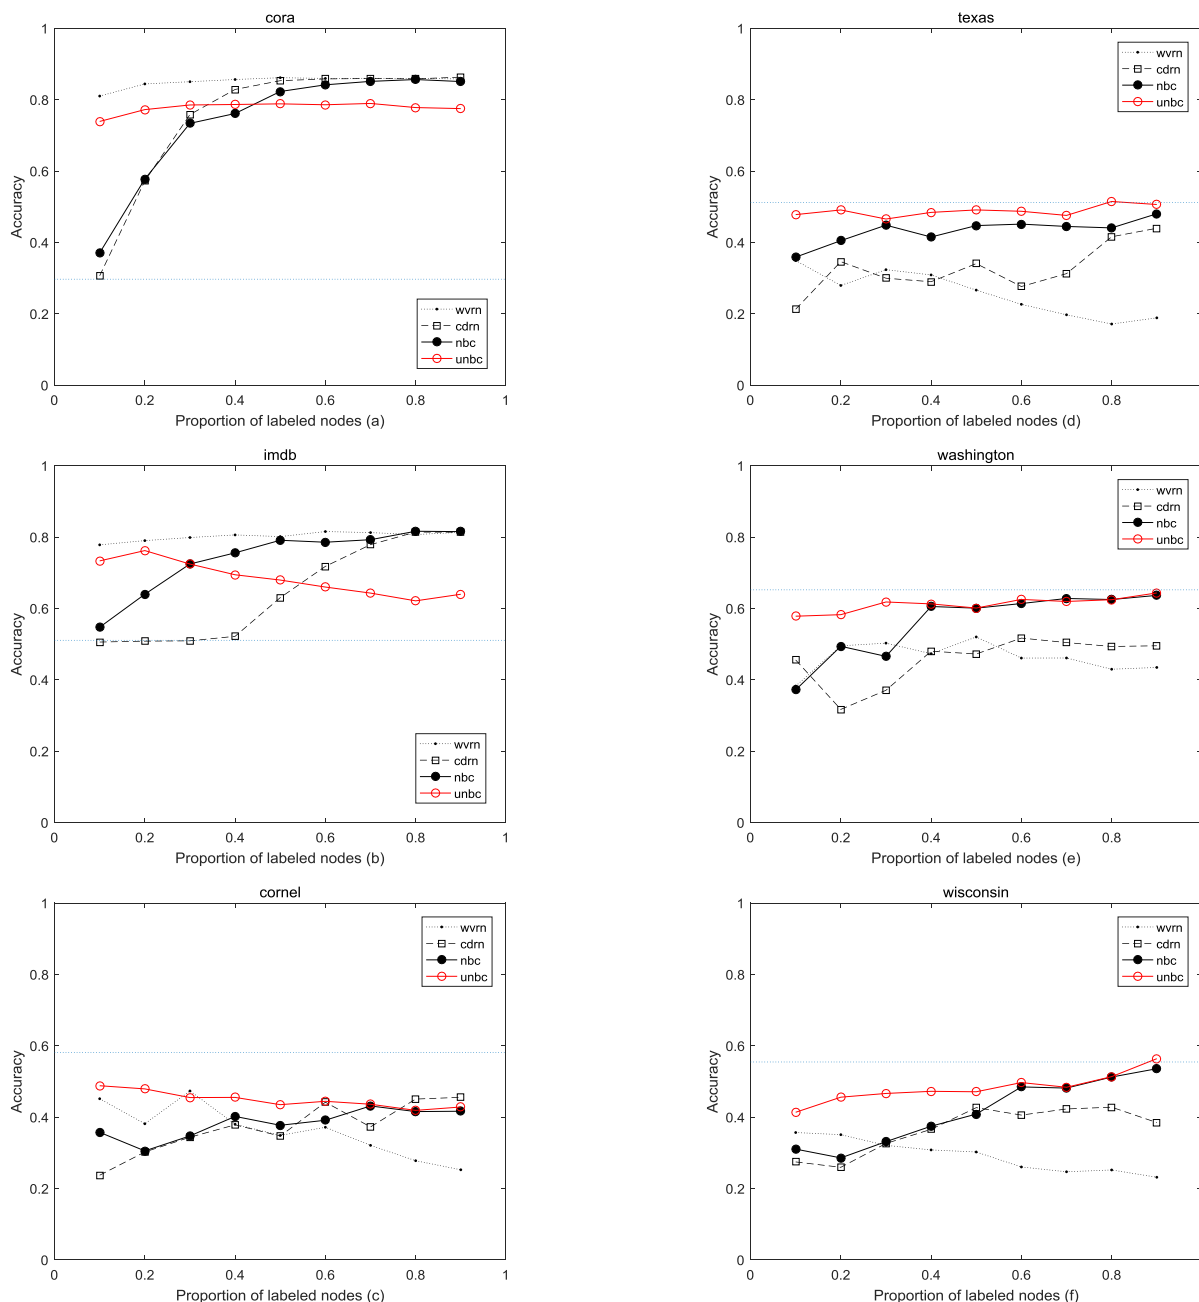 cora
1
0.8
0.6
0.4
0.2
0
Accuracy
wvrn
cdrn
nbc
unbc
0 0.2 0.4 0.6 0.8 1
Proportion of labeled nodes (a)
texas
1
0.8
0.6
0.4
0.2
0
Accuracy
wvrn
cdrn
nbc
unbc
0 0.2 0.4 0.6 0.8
Proportion of labeled nodes (d)
imdb
1
0.8
0.6
0.4
0.2
0
Accuracy
wvrn
cdrn
nbc
unbc
0 0.2 0.4 0.6 0.8 1
Proportion of labeled nodes (b)
washington
1
0.8
0.6
0.4
0.2
0
Accuracy
wvrn
cdrn
nbc
unbc
0 0.2 0.4 0.6 0.8
Proportion of labeled nodes (e)
cornel
1
0.8
0.6
0.4
0.2
0
Accuracy
wvrn
cdrn
nbc
unbc
0 0.2 0.4 0.6 0.8 1
Proportion of labeled nodes (c)
wisconsin
1
0.8
0.6
0.4
0.2
0
Accuracy
wvrn
cdrn
nbc
unbc
0 0.2 0.4 0.6 0.8
Proportion of labeled nodes (f)